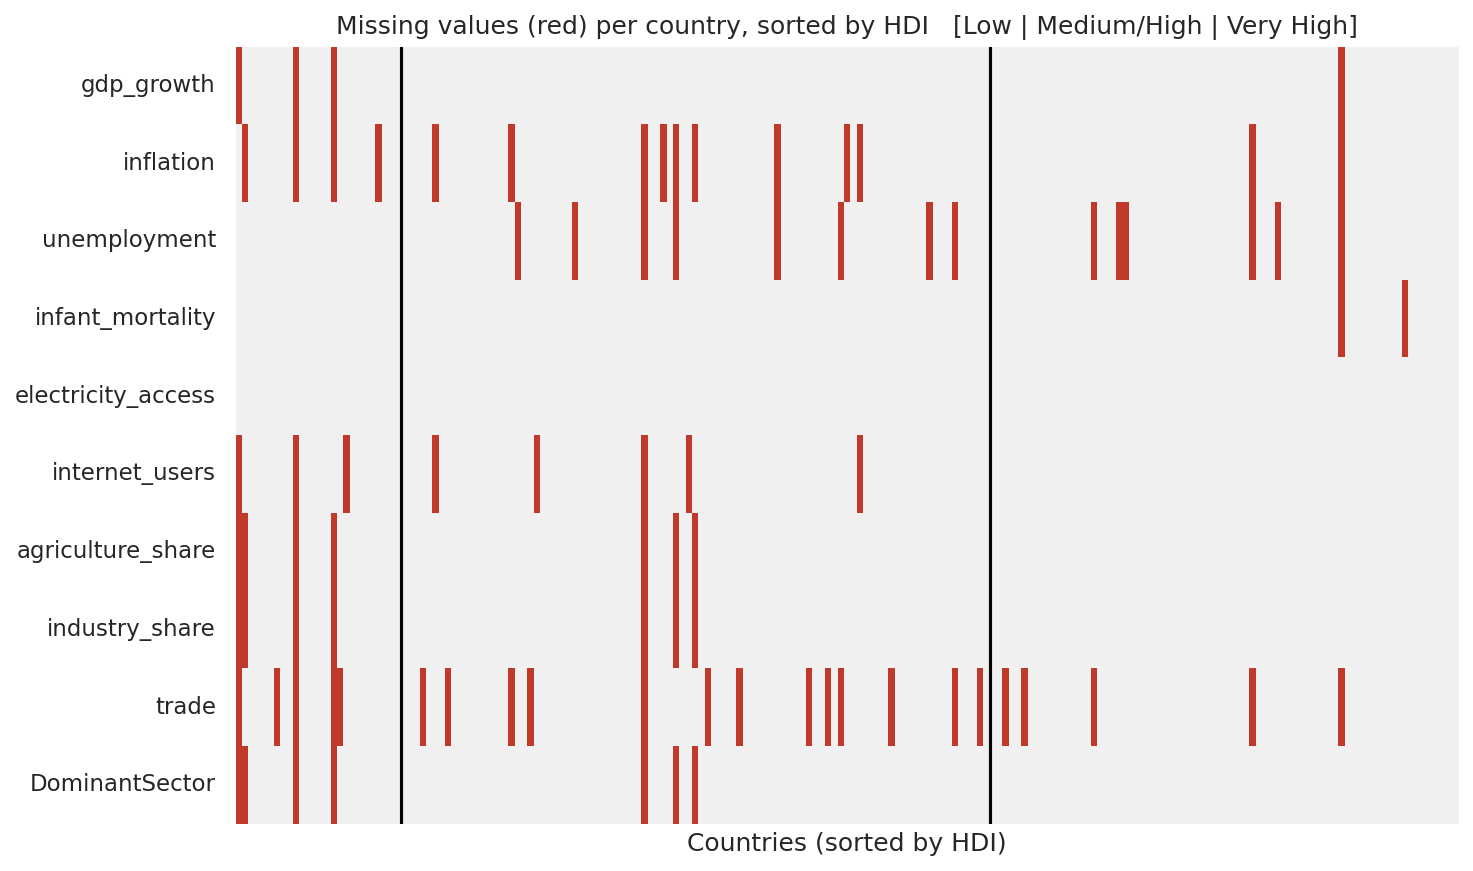 Missing values (red) per country, sorted by HDI   [Low | Medium/High | Very High]
gdp_growth
inflation
unemployment
infant_mortality
electricity_access
internet_users
agriculture_share
industry_share
trade
DominantSector
Countries (sorted by HDI)